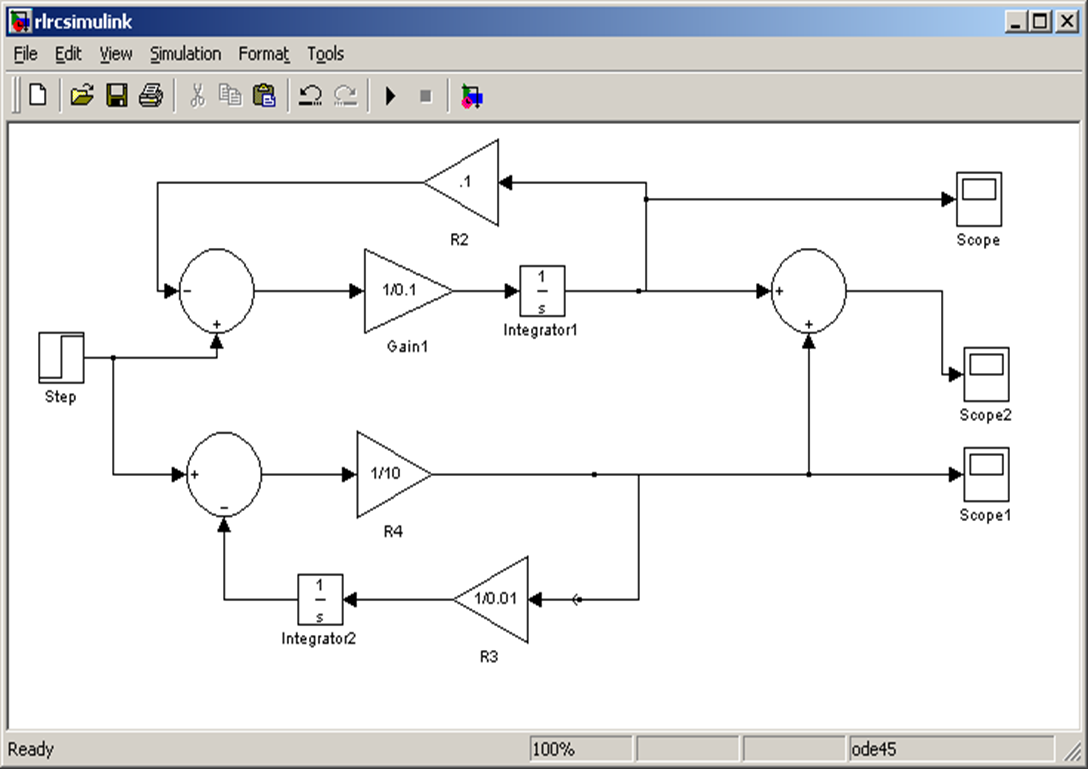 rlrcsimulink
File Edit View Simulation Format Tools
.1
R2
Scope
-
+
1/0.1
Gain1
1
s
Integrator1
+
+
Step
Scope2
+
-
1/10
R4
Scope1
1
s
Integrator2
1/0.01
R3
Ready 100% ode45